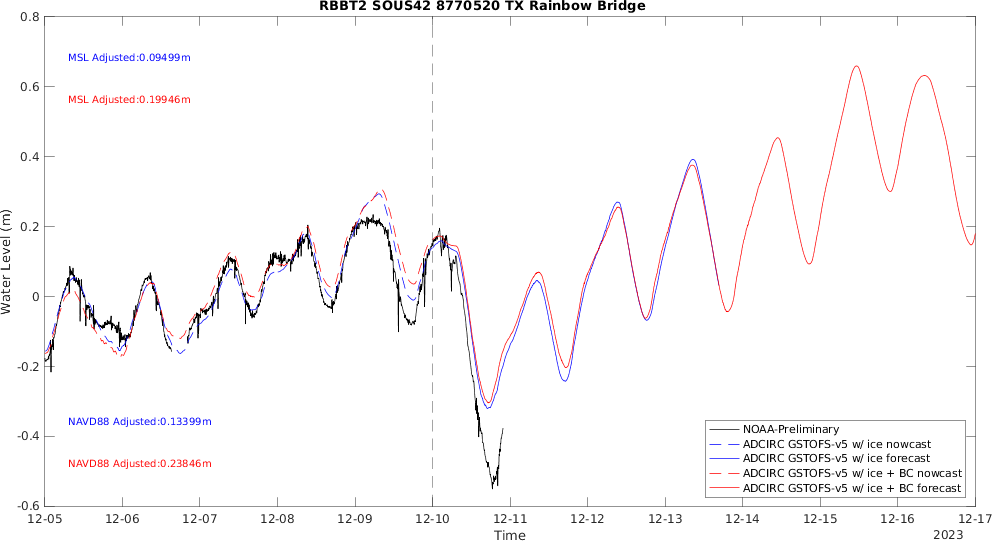 RBBT2 SOUS42 8770520 TX Rainbow Bridge
0.8
0.6
0.4
0.2
0
-0.2
-0.4
-0.6
Water Level (m)
MSL Adjusted:0.09499m
MSL Adjusted:0.19946m
NAVD88 Adjusted:0.13399m
NAVD88 Adjusted:0.23846m
NOAA-Preliminary
ADCIRC GSTOFS-v5 w/ ice nowcast
ADCIRC GSTOFS-v5 w/ ice forecast
ADCIRC GSTOFS-v5 w/ ice + BC nowcast
ADCIRC GSTOFS-v5 w/ ice + BC forecast
12-05 12-06 12-07 12-08 12-09 12-10 12-11 12-12 12-13 12-14 12-15 12-16 12-17
Time
2023